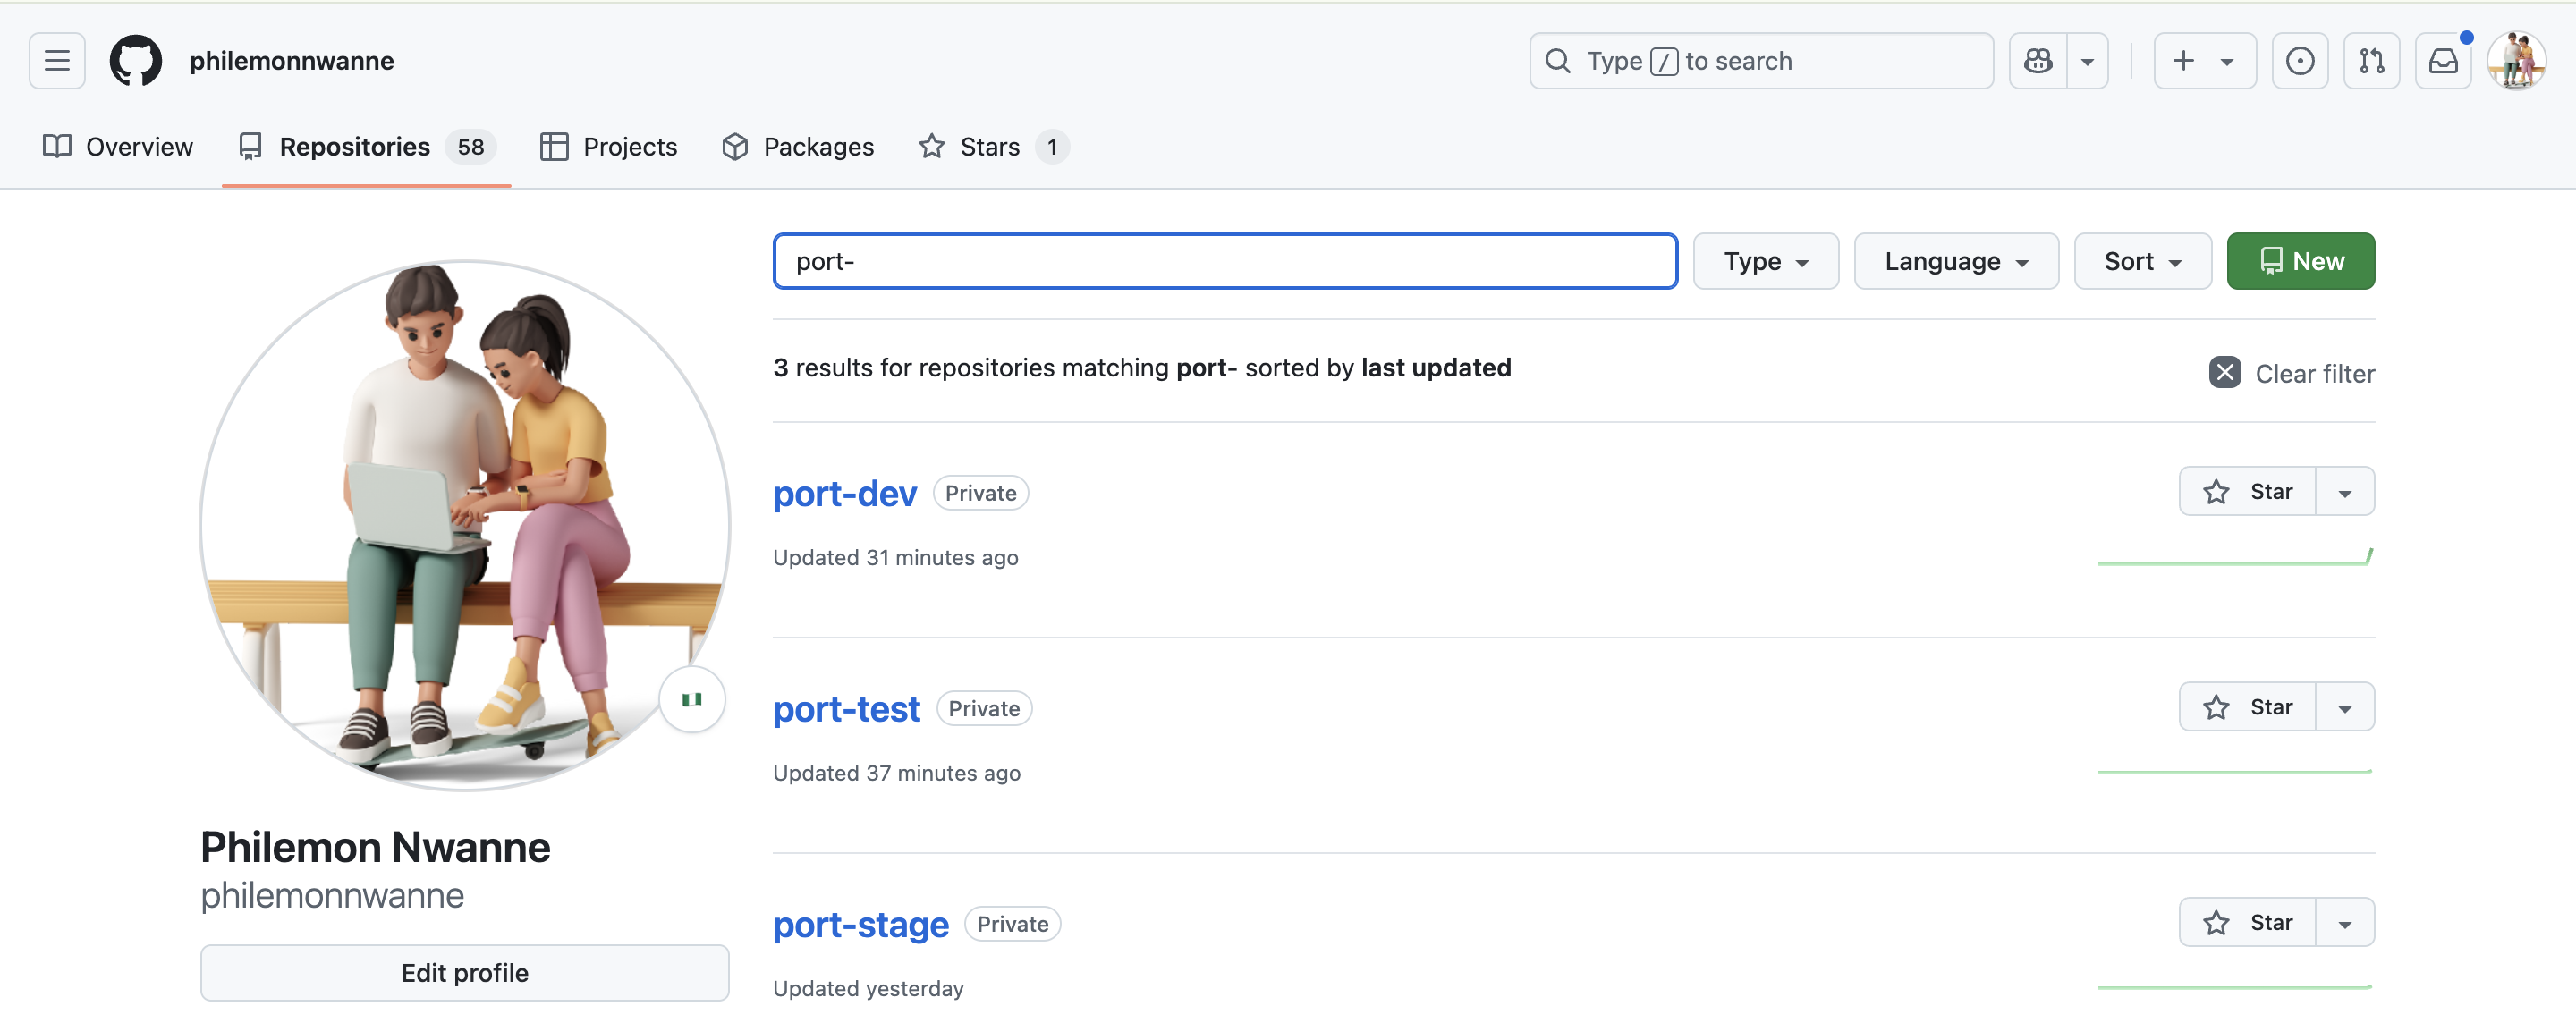 philemonnwanne
Type / to search
Overview
Repositories 58
Projects
Packages
Stars 1
port-
Type
Language
Sort
New
3 results for repositories matching port- sorted by last updated
Clear filter
port-dev Private
Star
Updated 31 minutes ago
port-test Private
Star
Updated 37 minutes ago
port-stage Private
Star
Updated yesterday
Philemon Nwanne
philemonnwanne
Edit profile